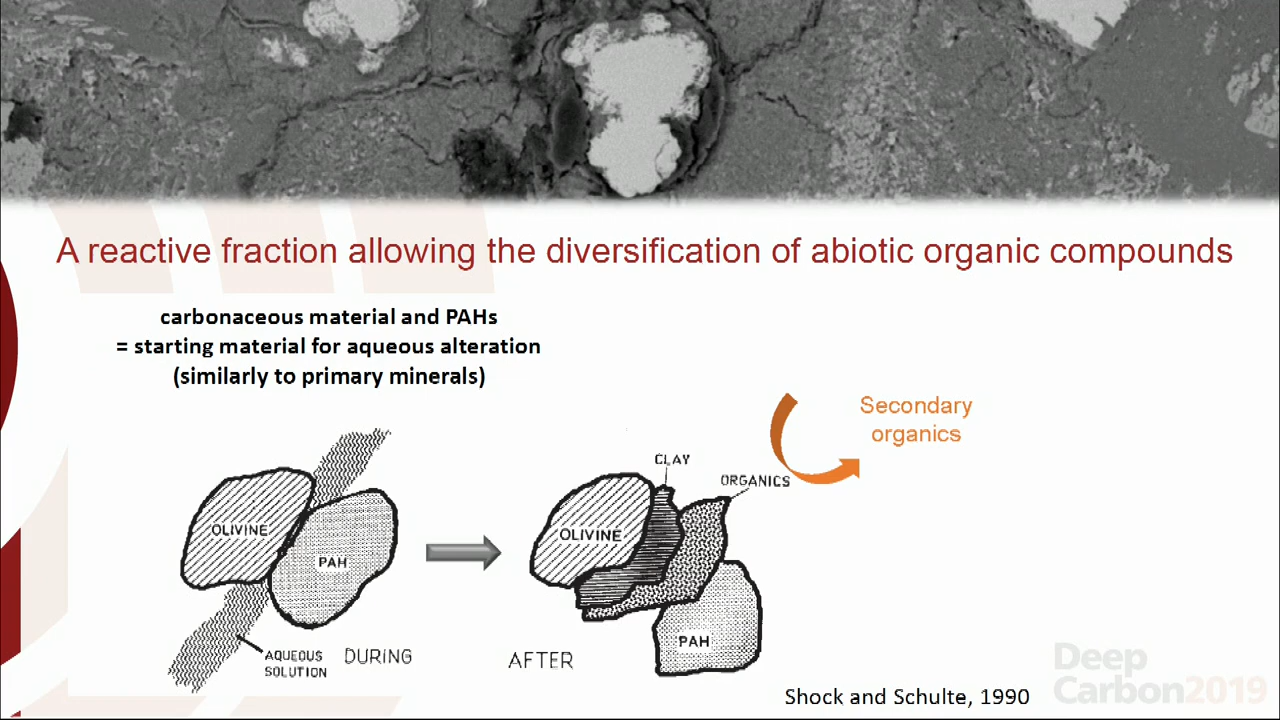 A reactive fraction allowing the diversification of abiotic organic compounds
carbonaceous material and PAHs
= starting material for aqueous alteration
(similarly to primary minerals)
Secondary
organics
OLIVINE
PAH
AQUEOUS
SOLUTION
DURING
CLAY
ORGANICS
OLIVINE
PAH
AFTER
Shock and Schulte, 1990
Deep
Carbon2019